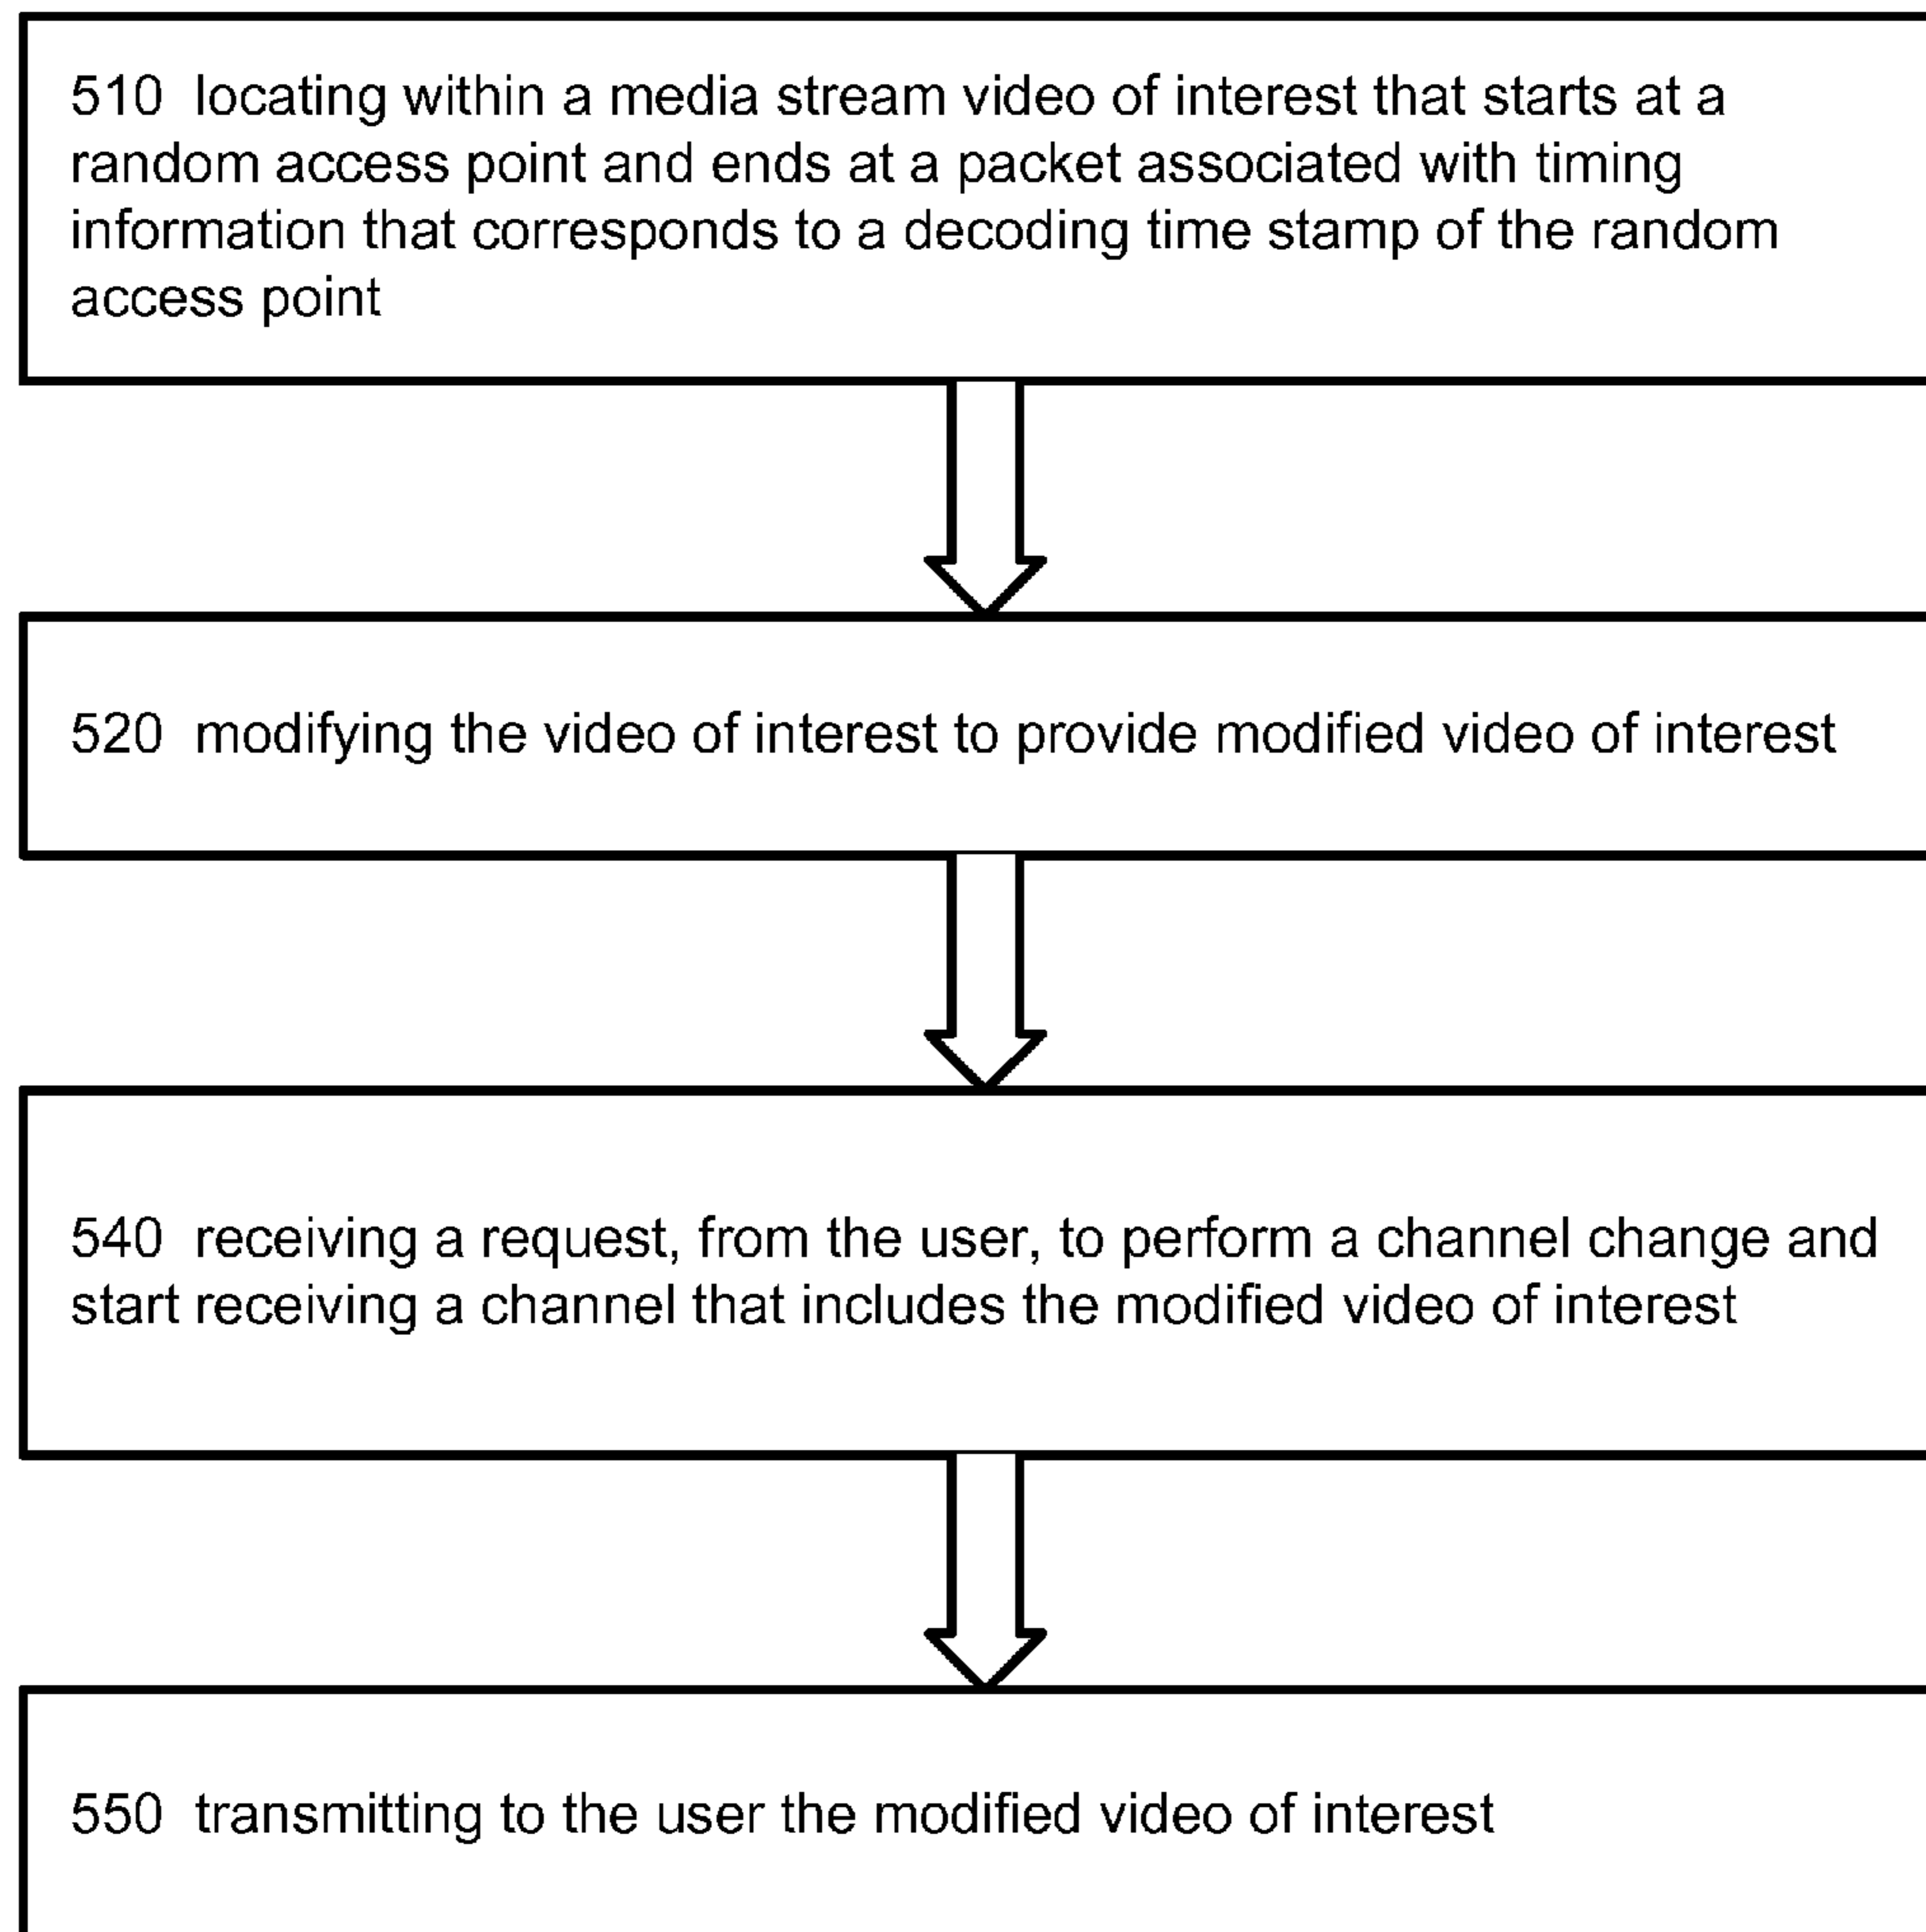 510 locating within a media stream video of interest that starts at a
random access point and ends at a packet associated with timing
information that corresponds to a decoding time stamp of the random
access point
520 modifying the video of interest to provide modified video of interest
540 receiving a request, from the user, to perform a channel change and
start receiving a channel that includes the modified video of interest
550 transmitting to the user the modified video of interest